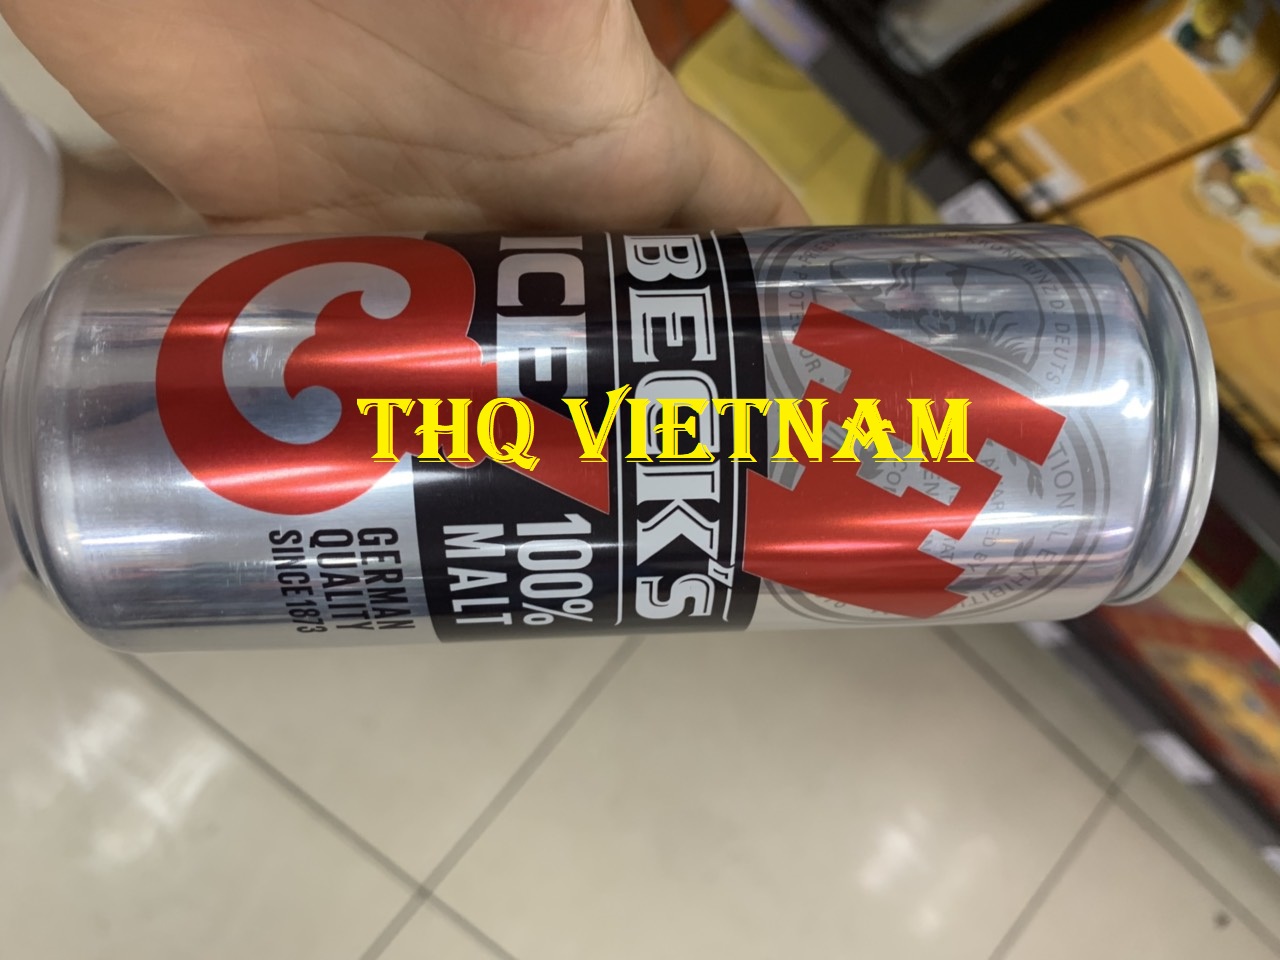 BECK'S
ICE
100%
MALT
GERMAN
QUALITY
SINCE 1873
THQ VIETNAM